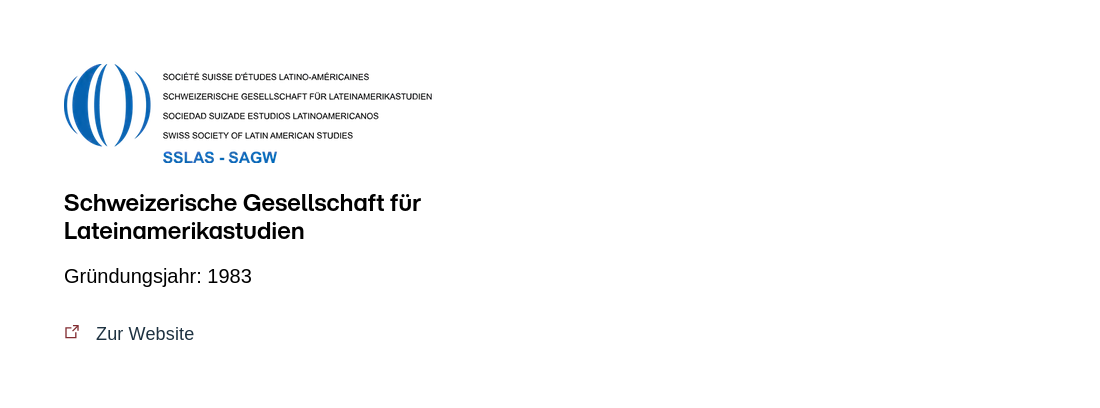 SOCIÉTÉ SUISSE D'ÉTUDES LATINO-AMÉRICAINES
SCHWEIZERISCHE GESELLSCHAFT FÜR LATEINAMERIKASTUDIEN
SOCIEDAD SUIZADE ESTUDIOS LATINOAMERICANOS
SWISS SOCIETY OF LATIN AMERICAN STUDIES
SSLAS - SAGW
Schweizerische Gesellschaft für
Lateinamerikastudien
Gründungsjahr: 1983
Zur Website